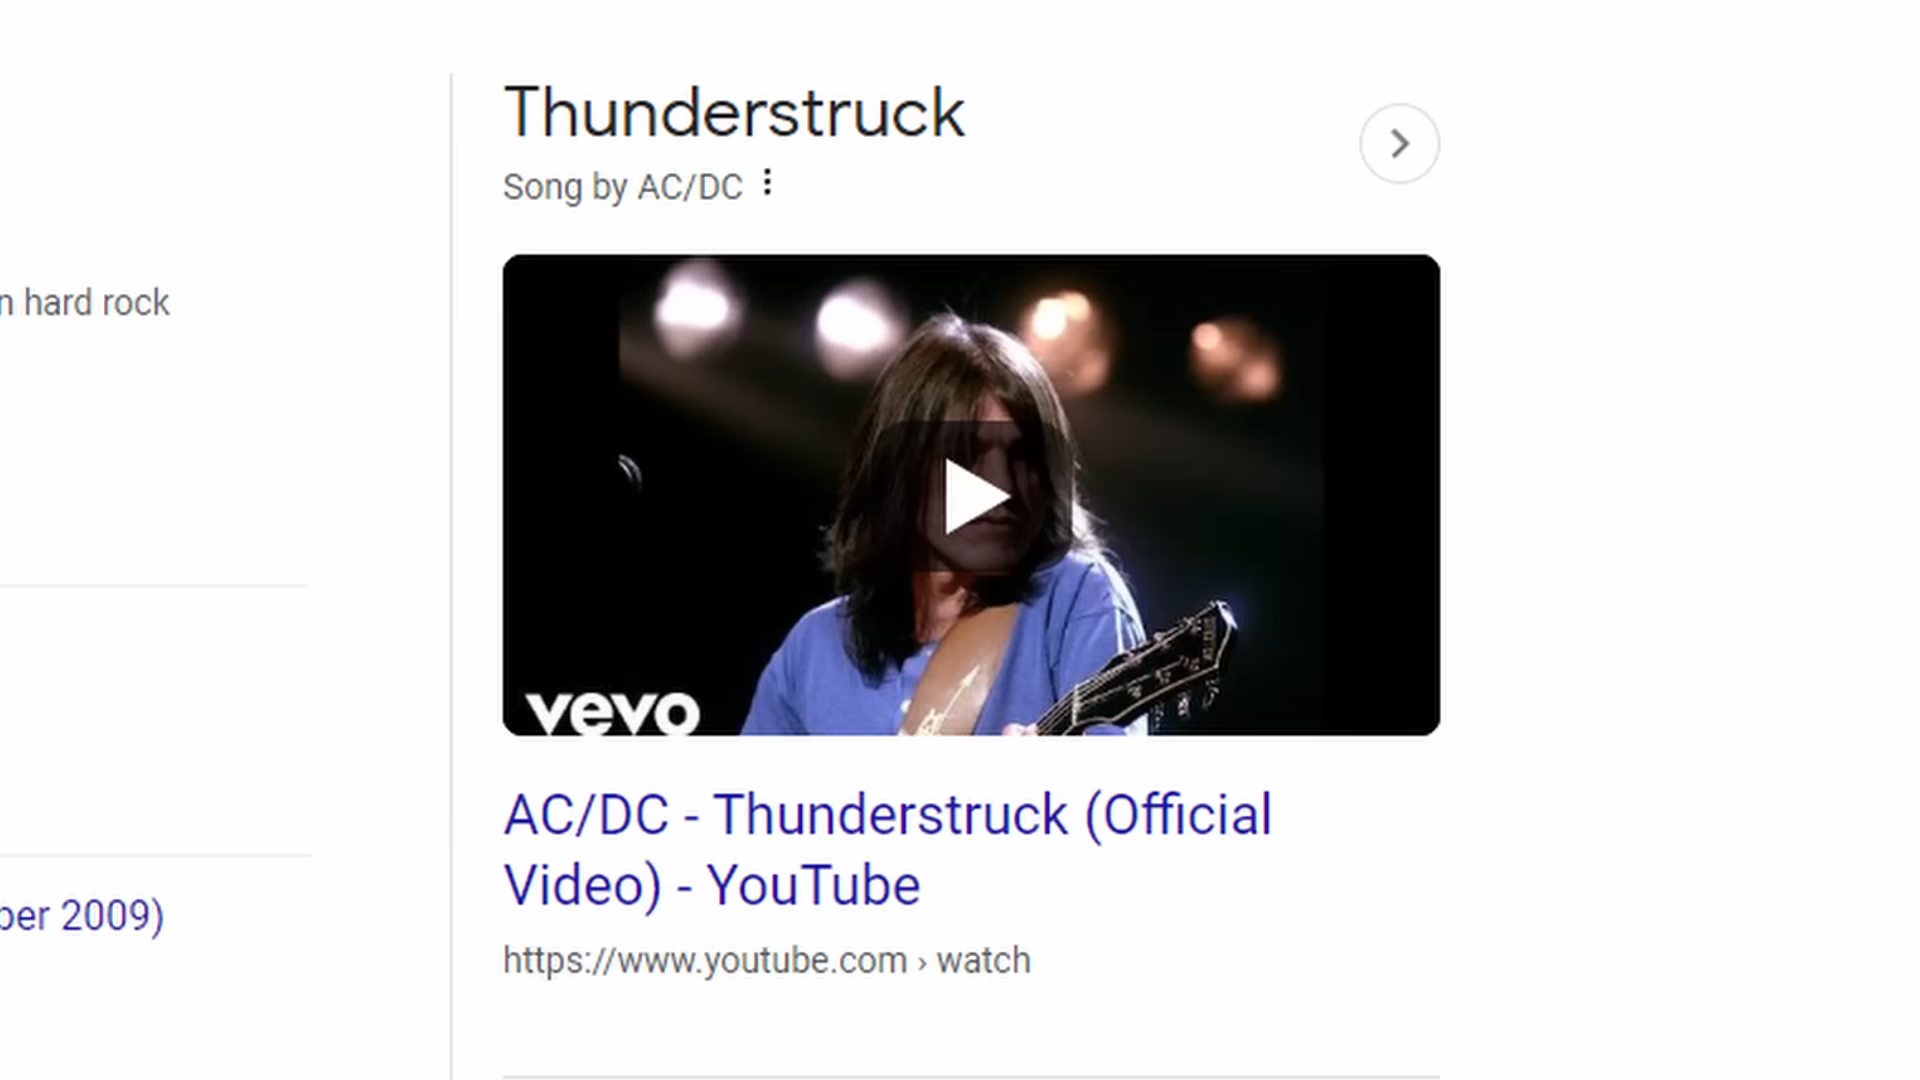 Thunderstruck
Song by AC/DC
n hard rock
vevo
AC/DC - Thunderstruck (Official
Video) - YouTube
ber 2009)
https://www.youtube.com › watch